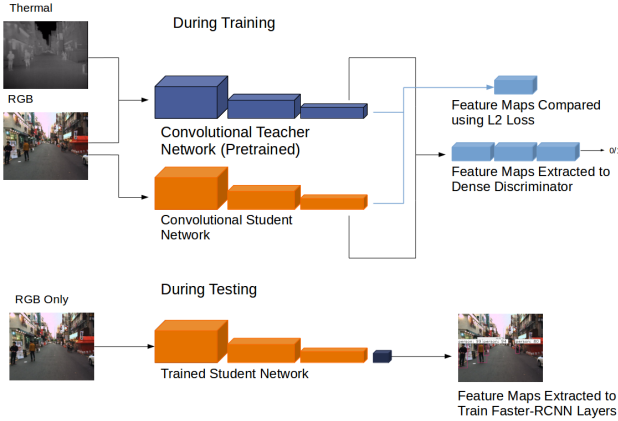 Thermal
During Training
RGB
Convolutional Teacher
Network (Pretrained)
Feature Maps Compared
using L2 Loss
0/1
Feature Maps Extracted to
Dense Discriminator
Convolutional Student
Network
During Testing
RGB Only
Trained Student Network
Feature Maps Extracted to
Train Faster-RCNN Layers